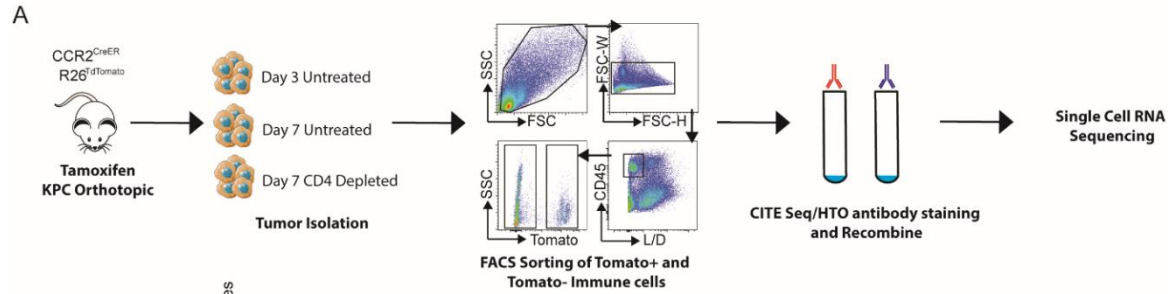 A
CCR2CreER
R26TdTomato
Tamoxifen
KPC Orthotopic
Day 3 Untreated
Day 7 Untreated
Day 7 CD4 Depleted
Tumor Isolation
SSC
FSC
FSC-W
FSC-H
SSC
Tomato
CD45
L/D
FACS Sorting of Tomato+ and
Tomato- Immune cells
CITE Seq/HTO antibody staining
and Recombine
Single Cell RNA
Sequencing